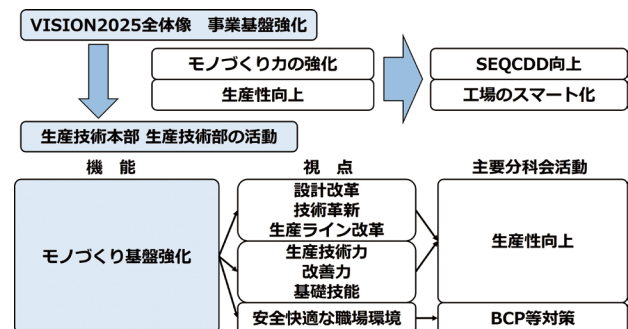 VISION2025全体像　事業基盤強化
モノづくり力の強化
SEQCDD向上
生産性向上
工場のスマート化
生産技術本部 生産技術部の活動
機　能
視　点
主要分科会活動
設計改革
技術革新
生産ライン改革
モノづくり基盤強化
生産性向上
生産技術力
改善力
基礎技能
安全快適な職場環境
BCP等対策